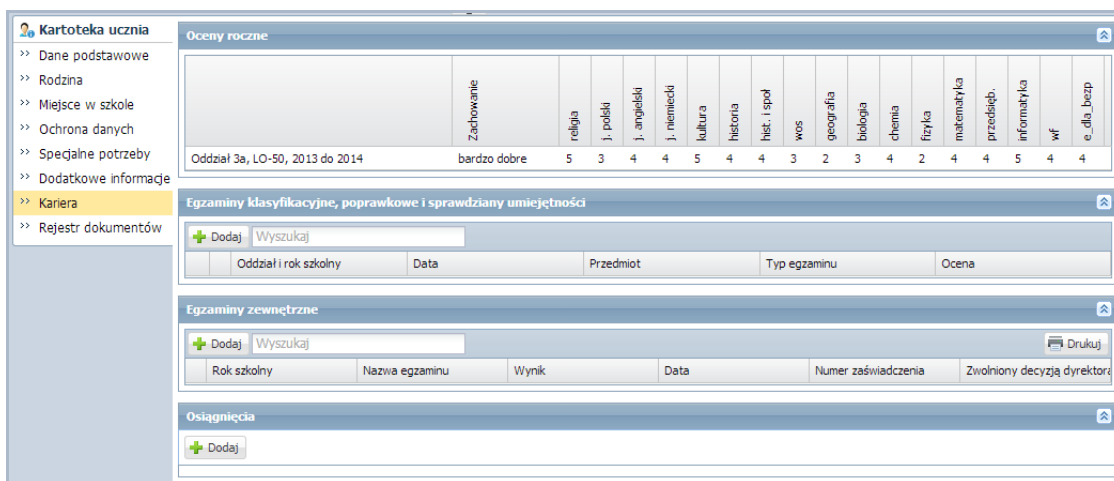 Kartoteka ucznia
>> Dane podstawowe
>> Rodzina
>> Miejsce w szkole
>> Ochrona danych
>> Specjalne potrzeby
>> Dodatkowe informacje
>> Kariera
>> Rejestr dokumentów
Oceny roczne
Zachowanie religia j. polski j. angielski j. niemiecki kultura historia hist. i społ wos geografia biologia chemia fizyka matematyka przedsięb. informatyka wf e_dla_bezp
Oddział 3a, LO-50, 2013 do 2014 bardzo dobre 5 3 4 4 5 4 4 3 2 3 4 2 4 4 5 4 4
Egzaminy klasyfikacyjne, poprawkowe i sprawdziany umiejętności
Dodaj Wyszukaj
Oddział i rok szkolny Data Przedmiot Typ egzaminu Ocena
Egzaminy zewnętrzne
Dodaj Wyszukaj Drukuj
Rok szkolny Nazwa egzaminu Wynik Data Numer zaświadczenia Zwolniony decyzją dyrektora
Osiągnięcia
Dodaj